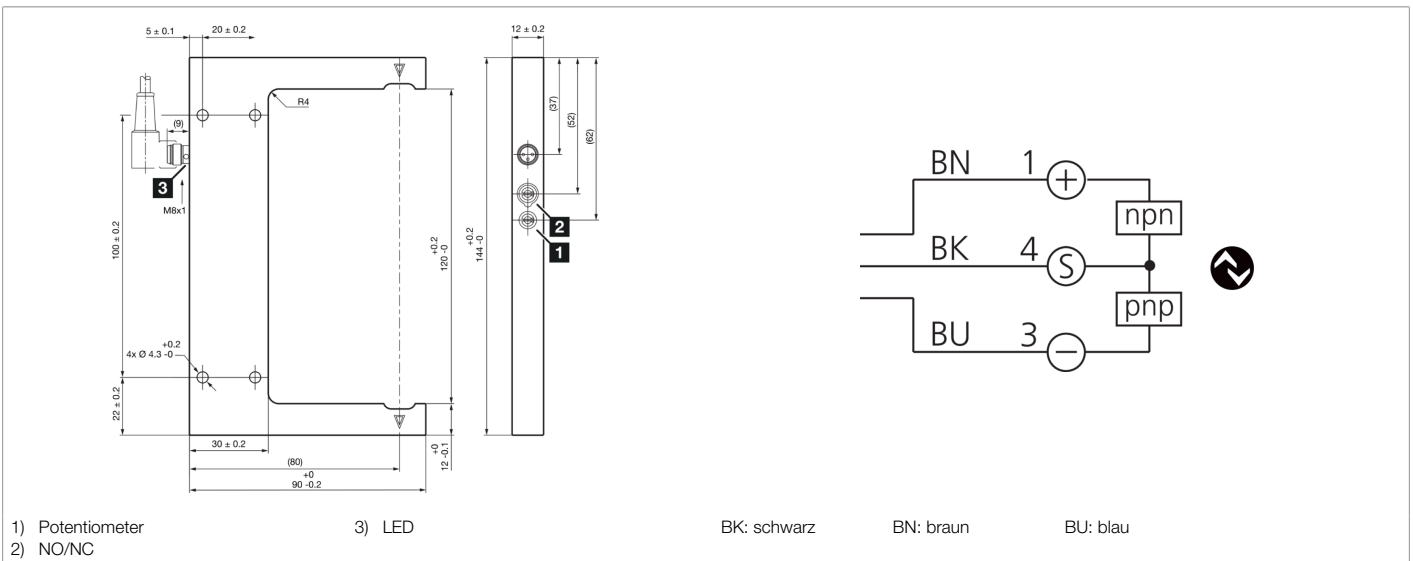 5 ± 0.1
20 ± 0.2
12 ± 0.2
R4
(9)
3
M8x1
100 ± 0.2
4x Ø 4.3 +0.2 -0
22 ± 0.2
30 ± 0.2
(80)
90 +0 -0.2
12 +0 -0.1
120 +0.2 -0
144 +0.2 -0
(37)
(52)
(62)
2
1
BN 1 +
npn
BK 4 S
pnp
BU 3 −
1) Potentiometer 3) LED BK: schwarz BN: braun BU: blau
2) NO/NC